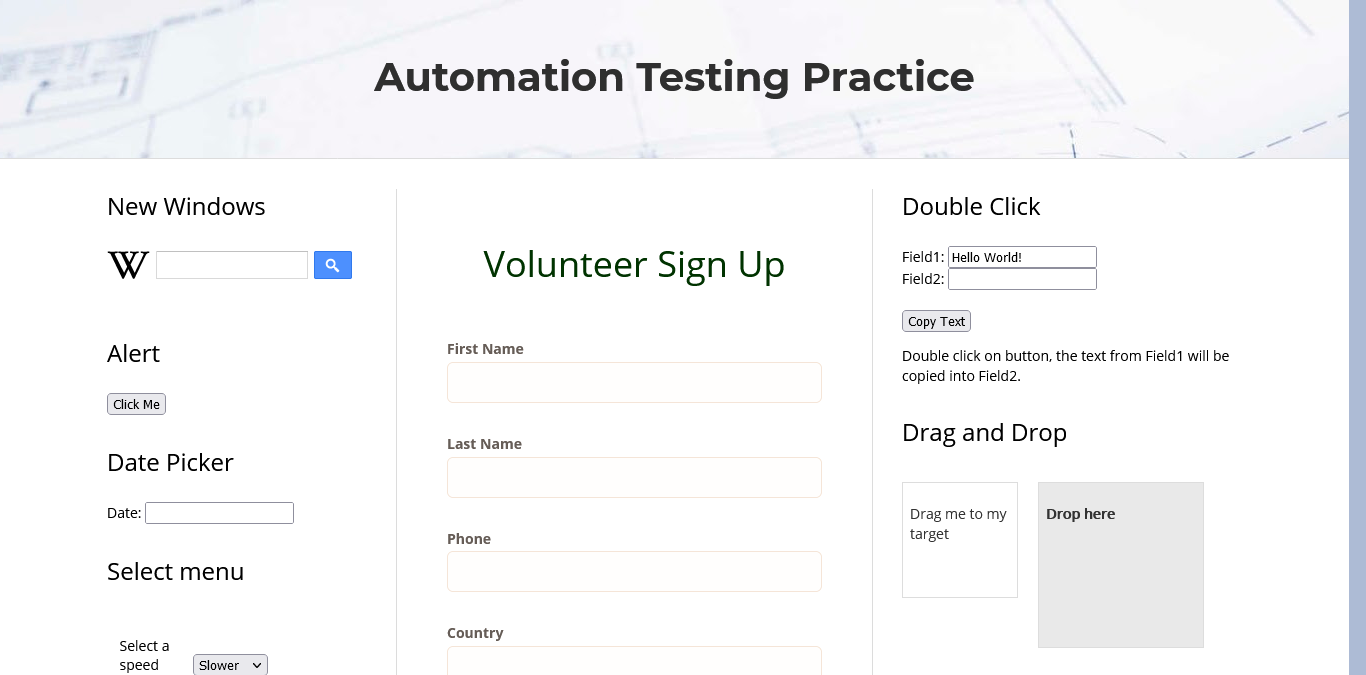 Automation Testing Practice
New Windows
W
Alert
Click Me
Date Picker
Date:
Select menu
Select a
speed
Slower
Volunteer Sign Up
First Name
Last Name
Phone
Country
Double Click
Field1: Hello World!
Field2:
Copy Text
Double click on button, the text from Field1 will be
copied into Field2.
Drag and Drop
Drag me to my
target
Drop here